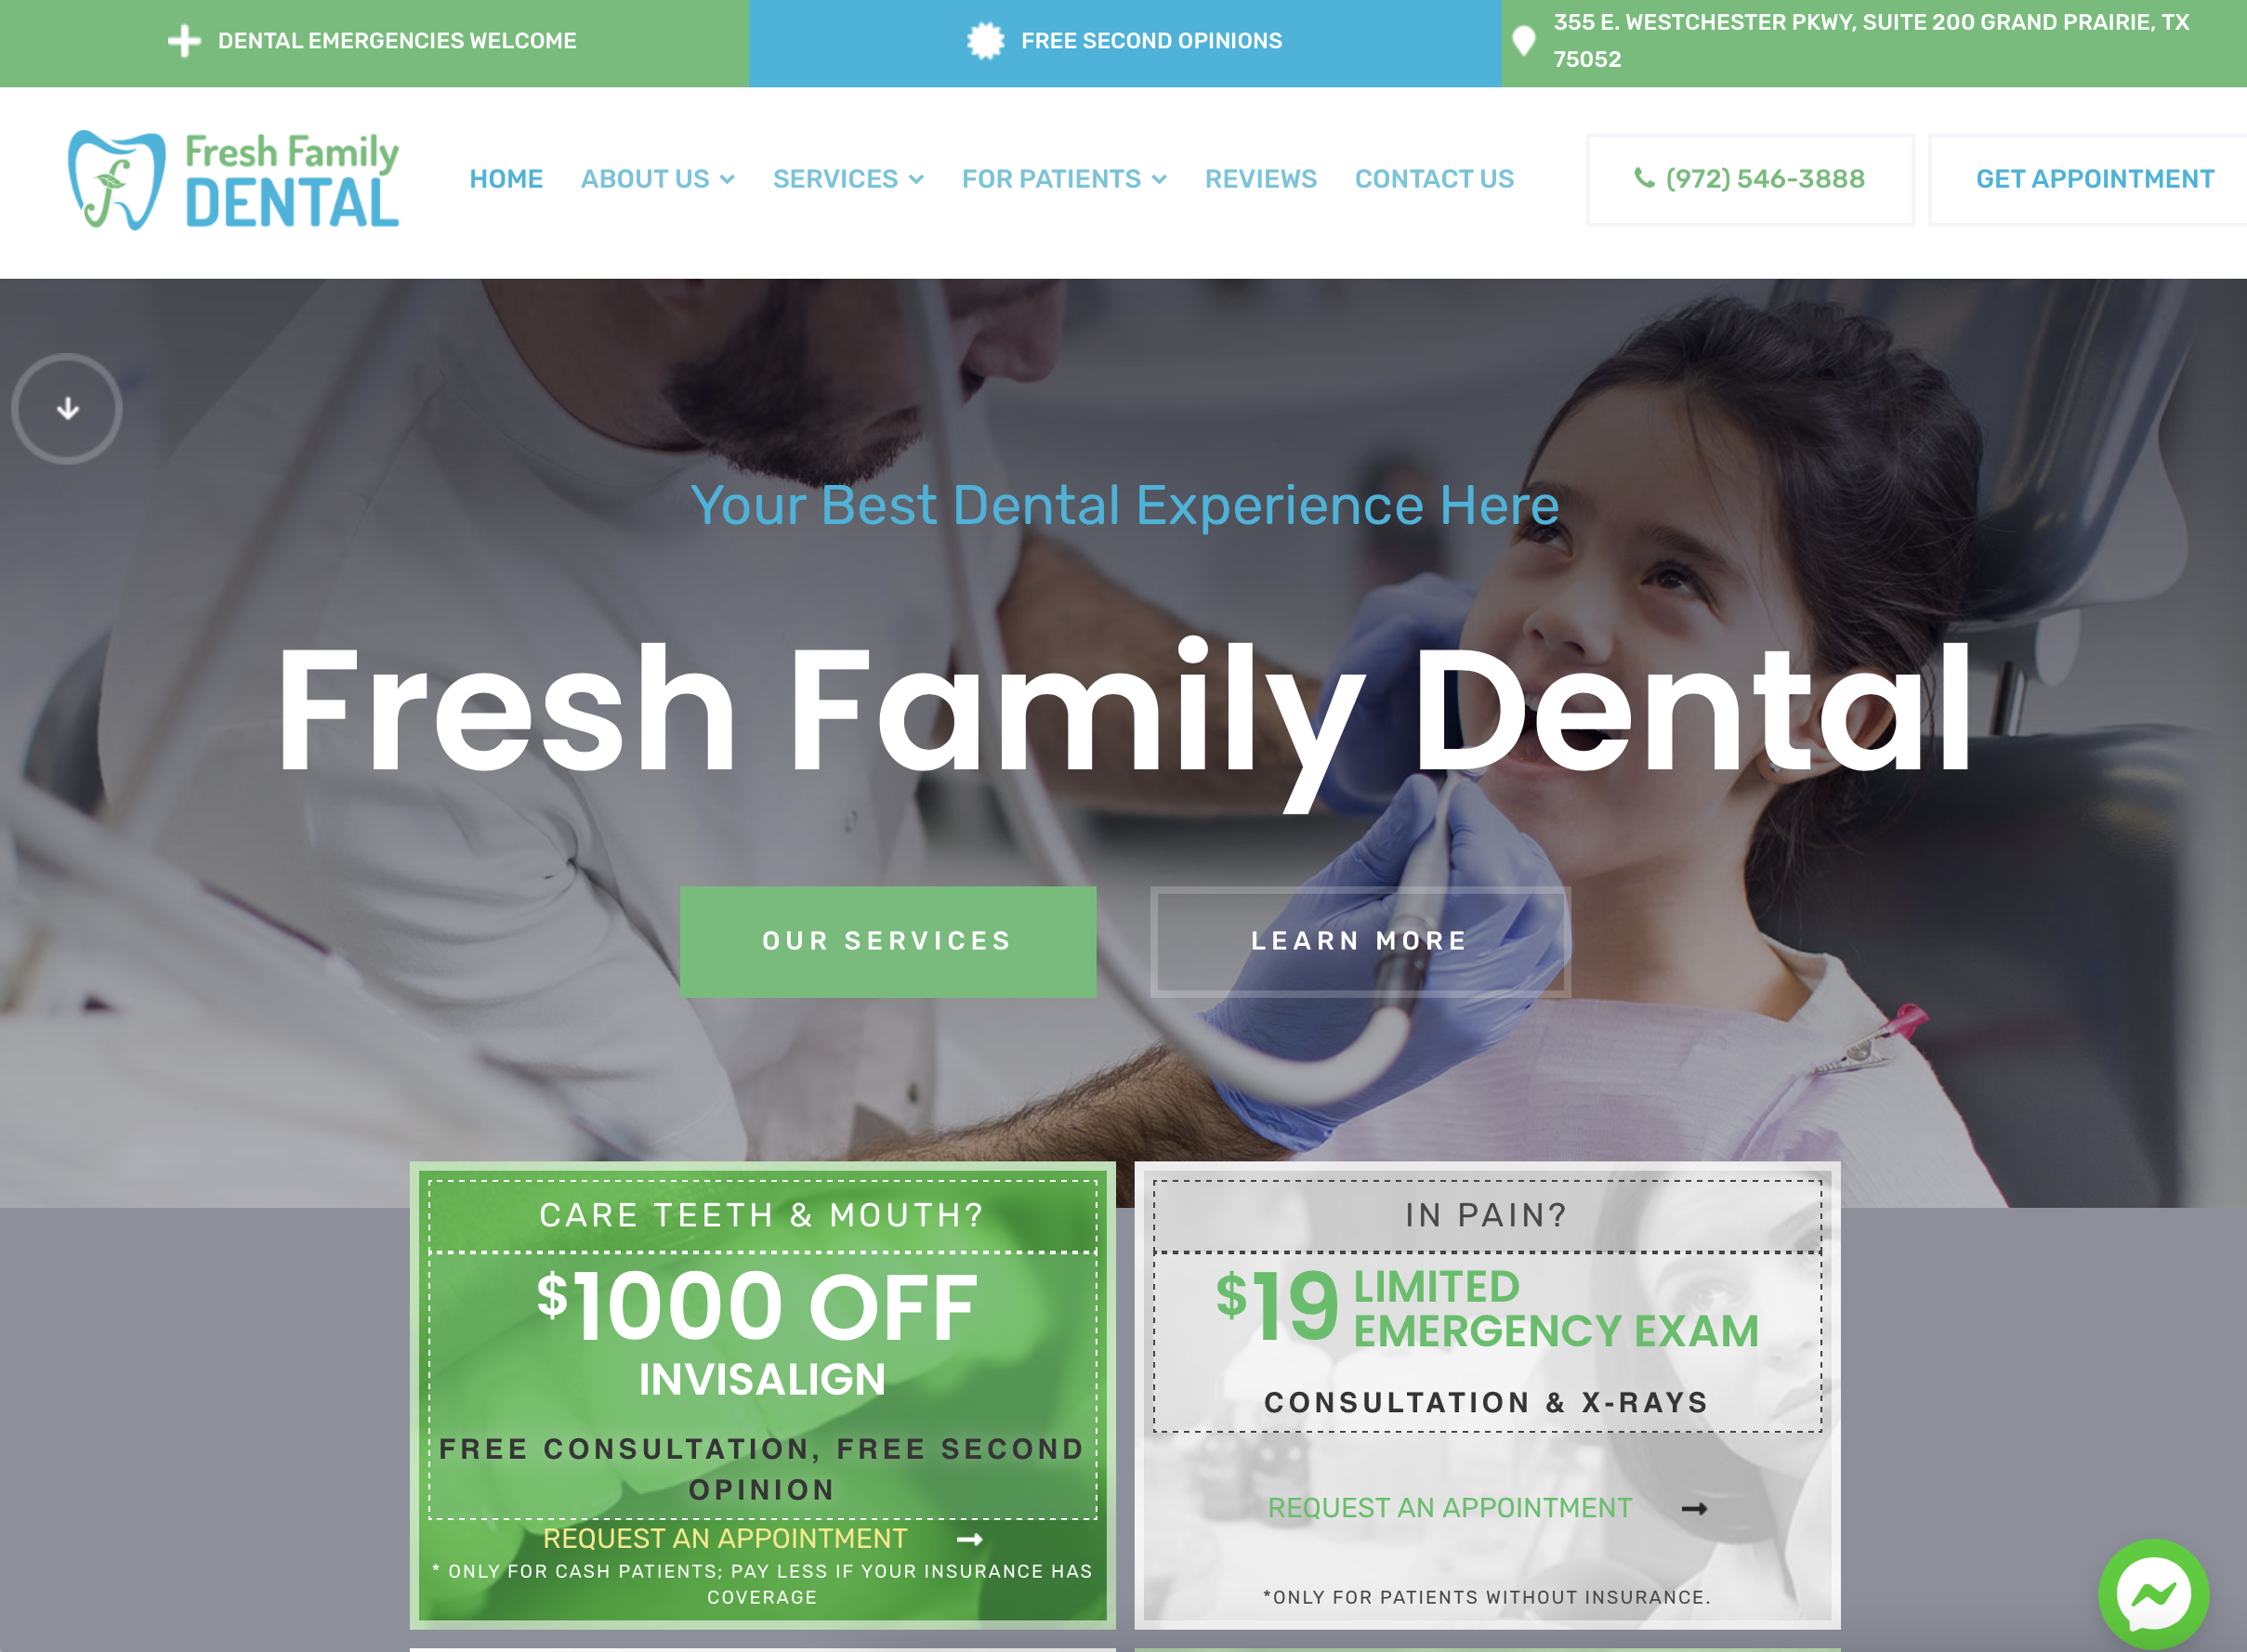 DENTAL EMERGENCIES WELCOME
FREE SECOND OPINIONS
355 E. WESTCHESTER PKWY, SUITE 200 GRAND PRAIRIE, TX
75052
Fresh Family
DENTAL
HOME
ABOUT US
SERVICES
FOR PATIENTS
REVIEWS
CONTACT US
(972) 546-3888
GET APPOINTMENT
Your Best Dental Experience Here
Fresh Family Dental
OUR SERVICES
LEARN MORE
CARE TEETH & MOUTH?
$1000 OFF
INVISALIGN
FREE CONSULTATION, FREE SECOND
OPINION
REQUEST AN APPOINTMENT
* ONLY FOR CASH PATIENTS; PAY LESS IF YOUR INSURANCE HAS
COVERAGE
IN PAIN?
$19 LIMITED
EMERGENCY EXAM
CONSULTATION & X-RAYS
REQUEST AN APPOINTMENT
*ONLY FOR PATIENTS WITHOUT INSURANCE.